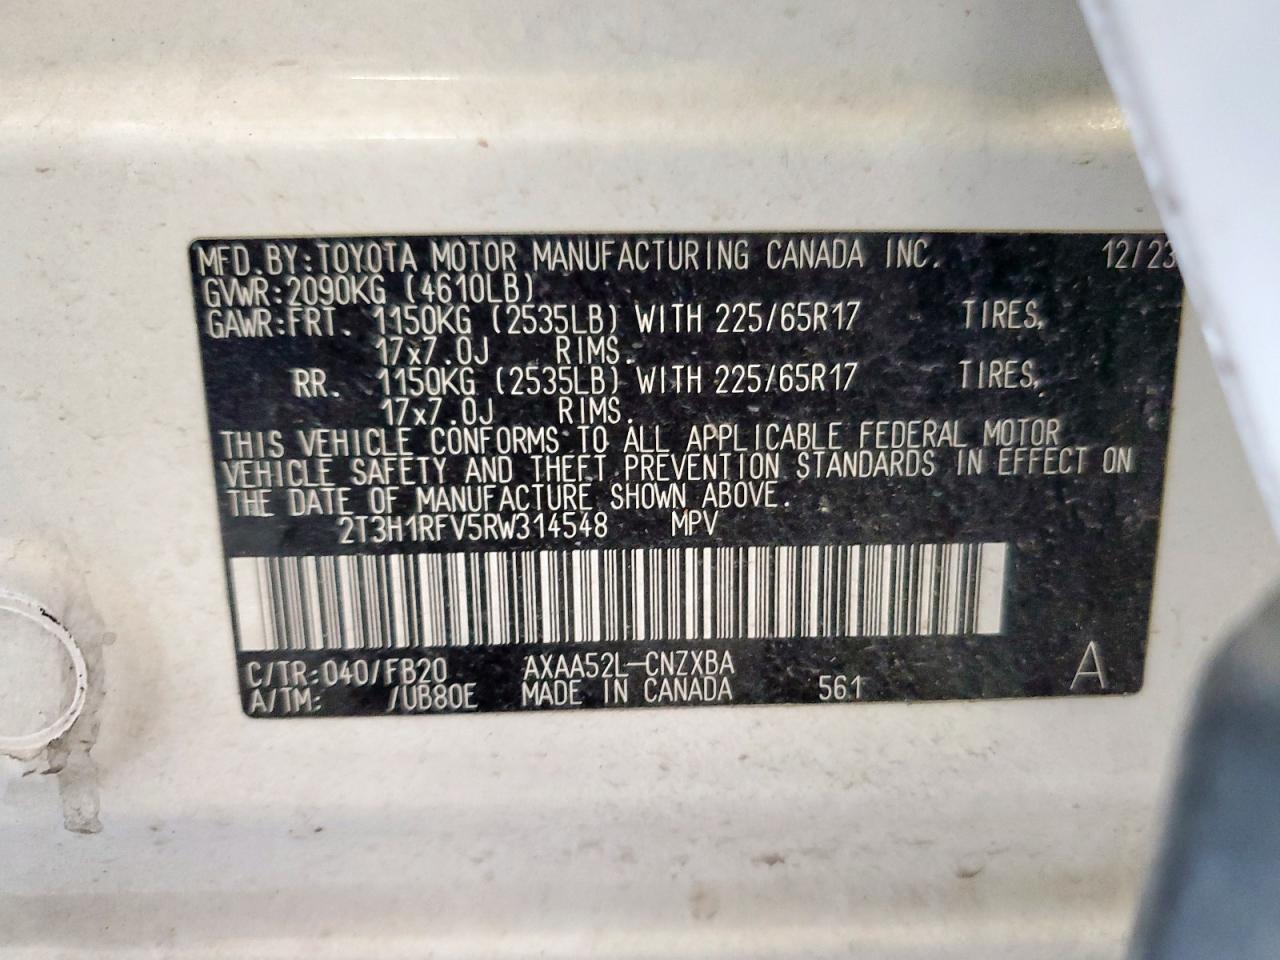 MFD.BY:TOYOTA MOTOR MANUFACTURING CANADA INC. 12/23
GVWR:2090KG (4610LB)
GAWR:FRT. 1150KG (2535LB) WITH 225/65R17 TIRES,
17x7.0J RIMS.
RR. 1150KG (2535LB) WITH 225/65R17 TIRES,
17x7.0J RIMS.
THIS VEHICLE CONFORMS TO ALL APPLICABLE FEDERAL MOTOR
VEHICLE SAFETY AND THEFT PREVENTION STANDARDS IN EFFECT ON
THE DATE OF MANUFACTURE SHOWN ABOVE.
2T3H1RFV5RW314548 MPV
C/TR:040/FB20 AXAA52L-CNZXBA
A/TM: /UB80E MADE IN CANADA 561 A